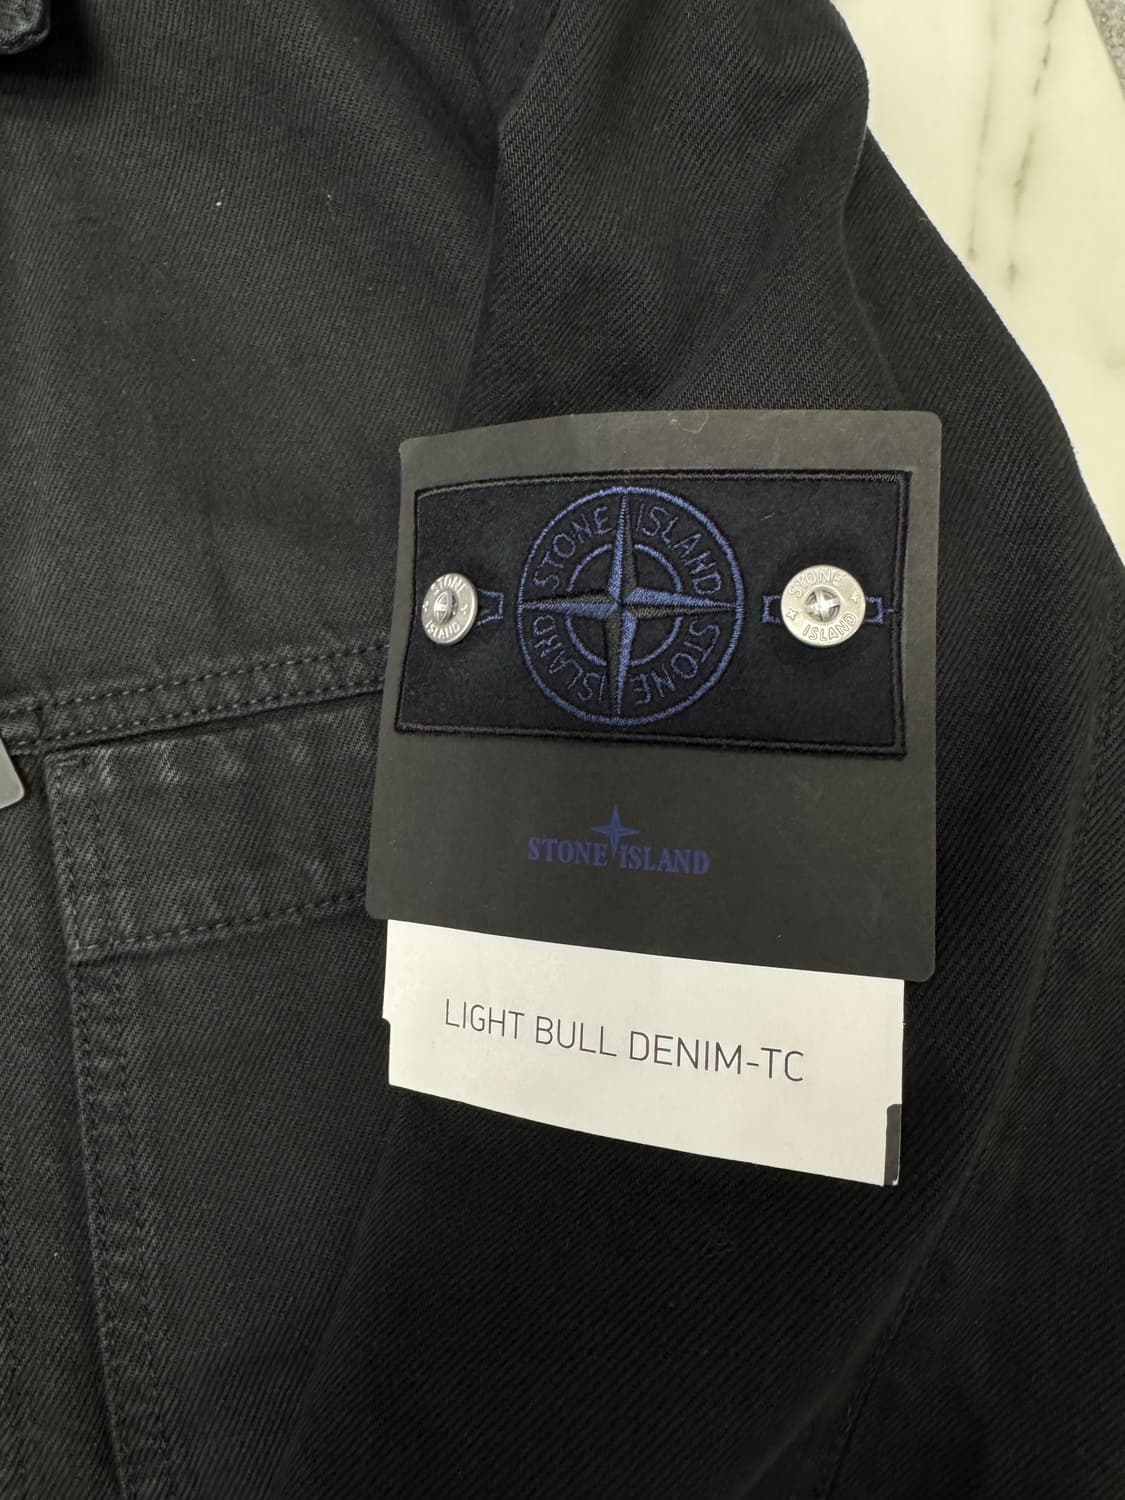 STONE ISLAND
STONE ISLAND
STONE
ISLAND
STONE
ISLAND
STONE ISLAND
LIGHT BULL DENIM-TC